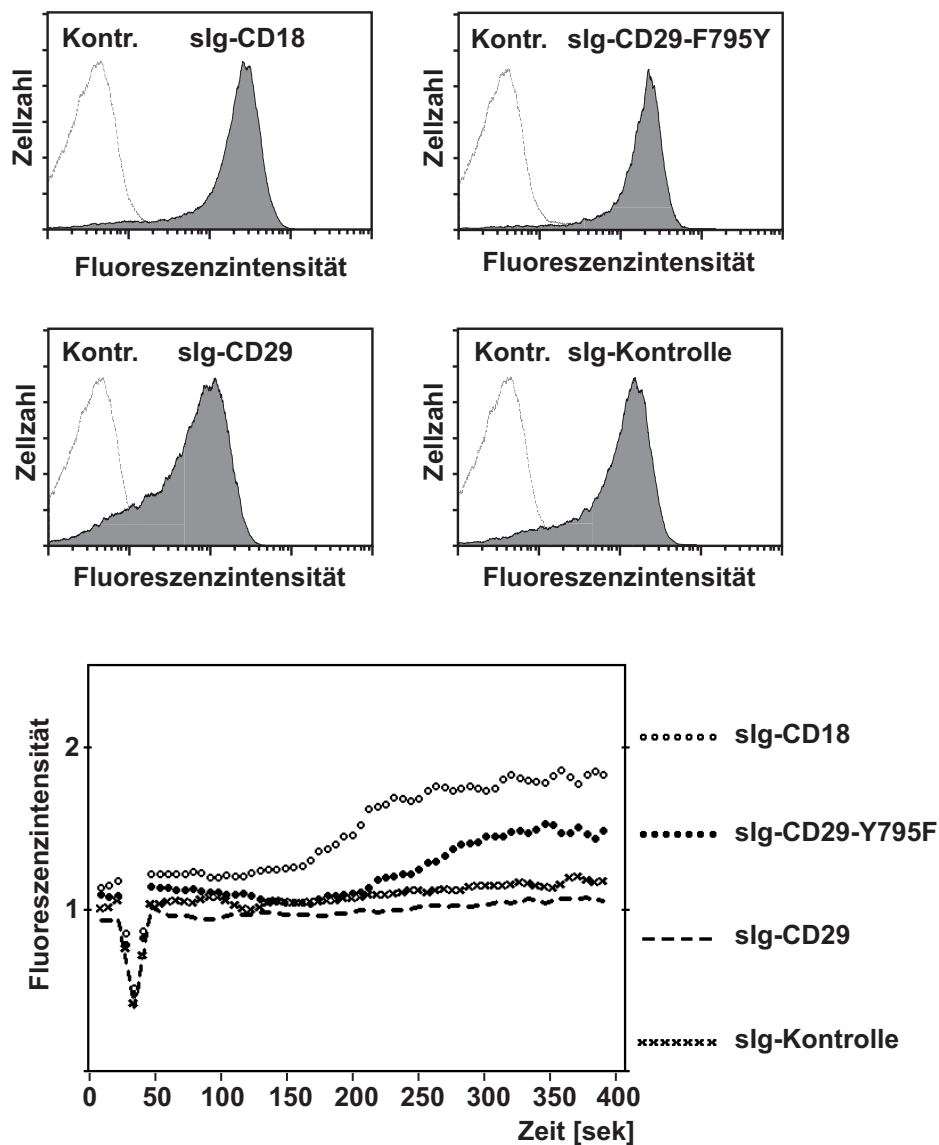 Kontr. sIg-CD18
Zellzahl
Fluoreszenzintensität
Kontr. sIg-CD29-F795Y
Zellzahl
Fluoreszenzintensität
Kontr. sIg-CD29
Zellzahl
Fluoreszenzintensität
Kontr. sIg-Kontrolle
Zellzahl
Fluoreszenzintensität
Fluoreszenzintensität
2
1
0 50 100 150 200 250 300 350 400
Zeit [sek]
sIg-CD18
sIg-CD29-Y795F
sIg-CD29
sIg-Kontrolle